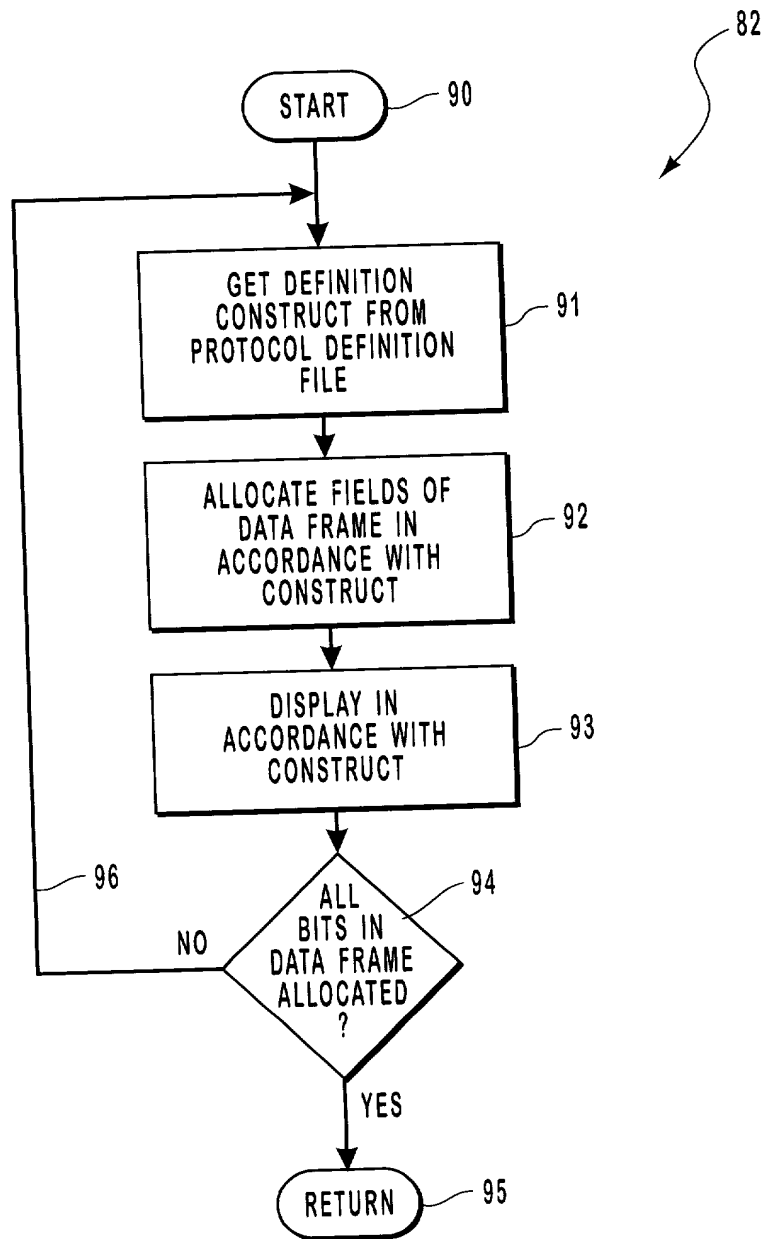 82
START
90
GET DEFINITION
CONSTRUCT FROM
PROTOCOL DEFINITION
FILE
91
ALLOCATE FIELDS OF
DATA FRAME IN
ACCORDANCE WITH
CONSTRUCT
92
DISPLAY IN
ACCORDANCE WITH
CONSTRUCT
93
ALL
BITS IN
DATA FRAME
ALLOCATED
?
94
96
NO
YES
RETURN
95